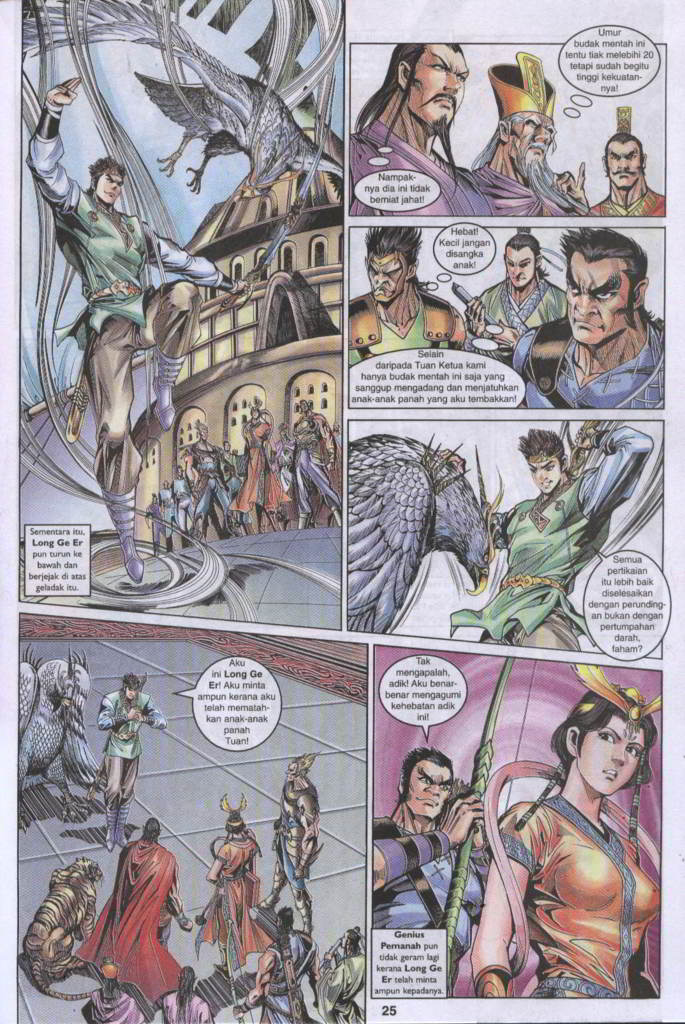 Sementara itu,
Long Ge Er
pun turun ke
bawah dan
berjejak di atas
geladak itu.
Umur
budak mentah ini
tentu tiak melebihi 20
tetapi sudah begitu
tinggi kekuatan-
nya!
Nampak-
nya dia ini tidak
berniat jahat!
Hebat!
Kecil jangan
disangka
anak!
Selain
daripada Tuan Ketua kami
hanya budak mentah ini saja yang
sanggup mengadang dan menjatuhkan
anak-anak panah yang aku tembakkan!
Semua
pertikaian
itu lebih baik
diselesaikan
dengan perunding-
an bukan dengan
pertumpahan
darah,
faham?
Aku
ini Long Ge
Er! Aku minta
ampun kerana aku
telah mematah-
kan anak-anak
panah
Tuan!
Tak
mengapalah,
adik! Aku benar-
benar mengagumi
kehebatan adik
ini!
Genius
Pemanah pun
tidak geram lagi
kerana Long Ge
Er telah minta
ampun kepadanya.
25